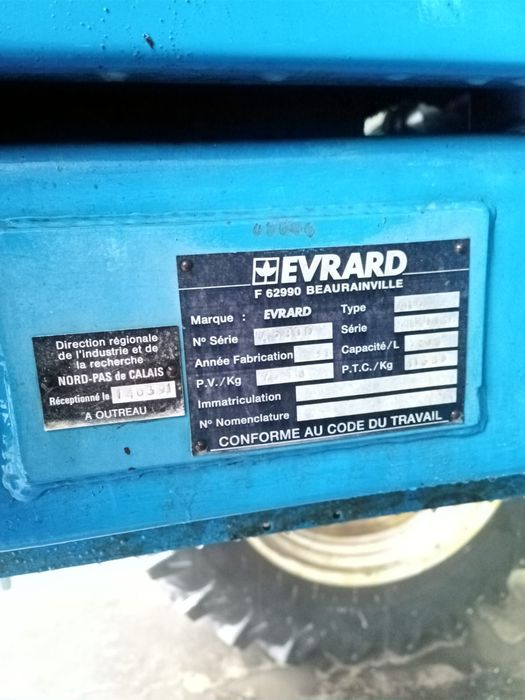 EVRARD
F 62990 BEAURAINVILLE
Marque : EVRARD
Type
N° Série
Série
Année Fabrication
Capacité/L
P.V./Kg
P.T.C./Kg
Immatriculation
N° Nomenclature
CONFORME AU CODE DU TRAVAIL
Direction régionale
de l'industrie et de
la recherche
NORD-PAS de CALAIS
Réceptionné le 140391
A OUTREAU